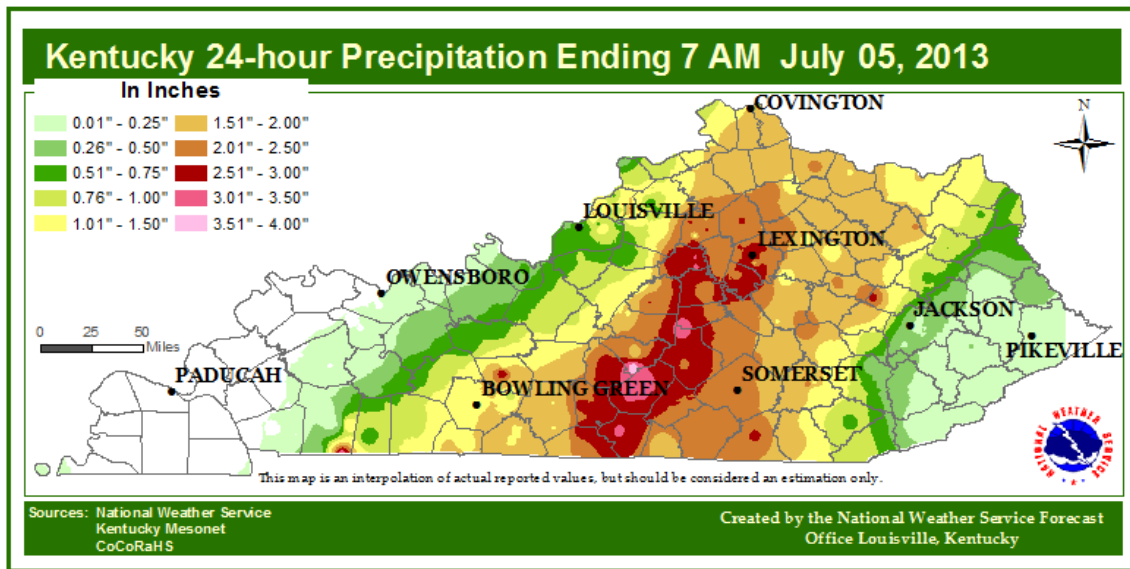 Kentucky 24-hour Precipitation Ending 7 AM  July 05, 2013
In Inches
0.01" - 0.25"
0.26" - 0.50"
0.51" - 0.75"
0.76" - 1.00"
1.01" - 1.50"
1.51" - 2.00"
2.01" - 2.50"
2.51" - 3.00"
3.01" - 3.50"
3.51" - 4.00"
COVINGTON
N
LOUISVILLE
LEXINGTON
OWENSBORO
JACKSON
0 25 50
Miles
PIKEVILLE
PADUCAH
BOWLING GREEN
SOMERSET
NATIONAL WEATHER SERVICE
This map is an interpolation of actual reported values, but should be considered an estimation only.
Sources: National Weather Service
Kentucky Mesonet
CoCoRaHS
Created by the National Weather Service Forecast
Office Louisville, Kentucky